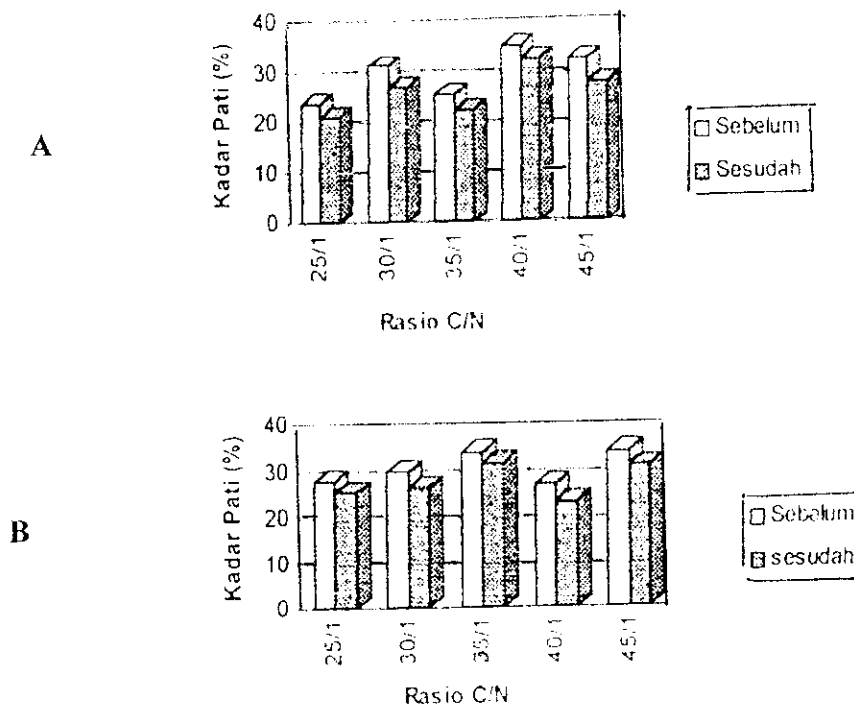 A
Kadar Pati (%)
40
30
20
10
0
25/1
30/1
35/1
40/1
45/1
Rasio C/N
Sebelum
Sesudah
B
Kadar Pati (%)
40
30
20
10
0
25/1
30/1
35/1
40/1
45/1
Rasio C/N
Sebelum
sesudah